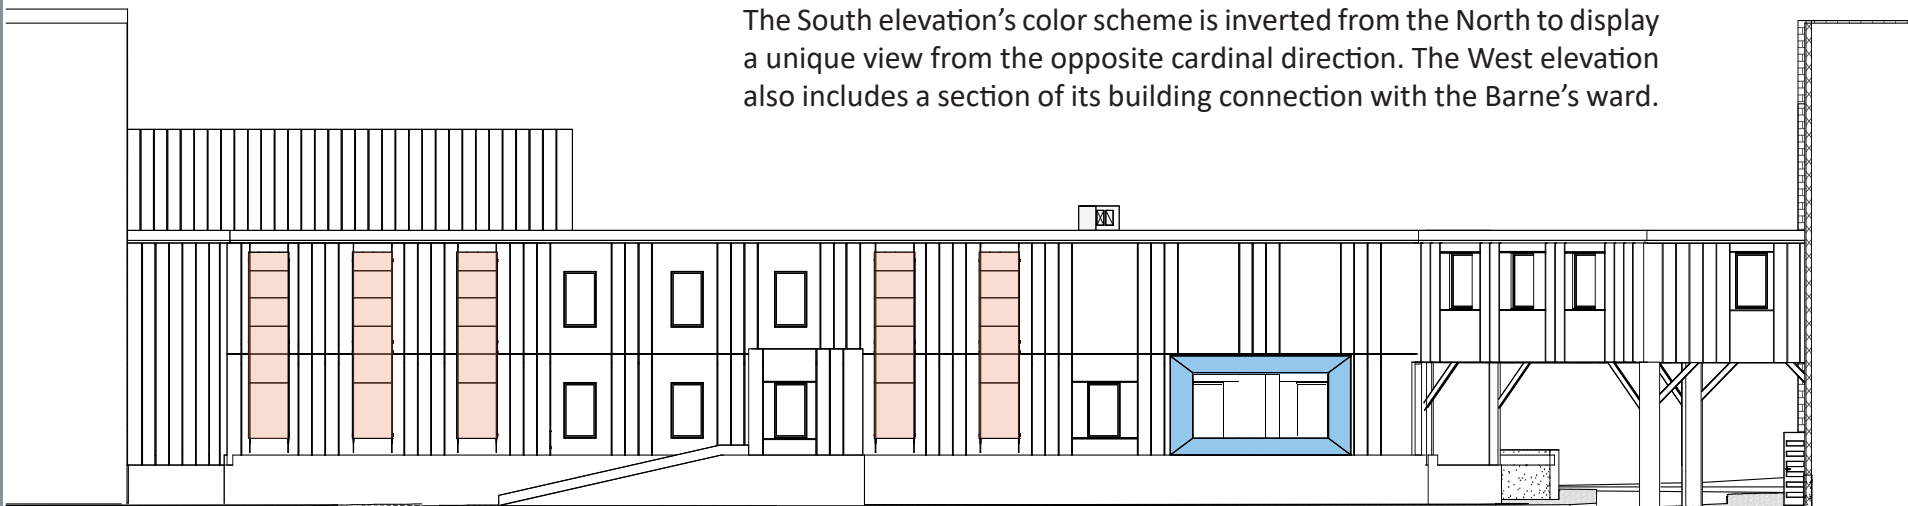 The South elevation’s color scheme is inverted from the North to display
a unique view from the opposite cardinal direction. The West elevation
also includes a section of its building connection with the Barne’s ward.